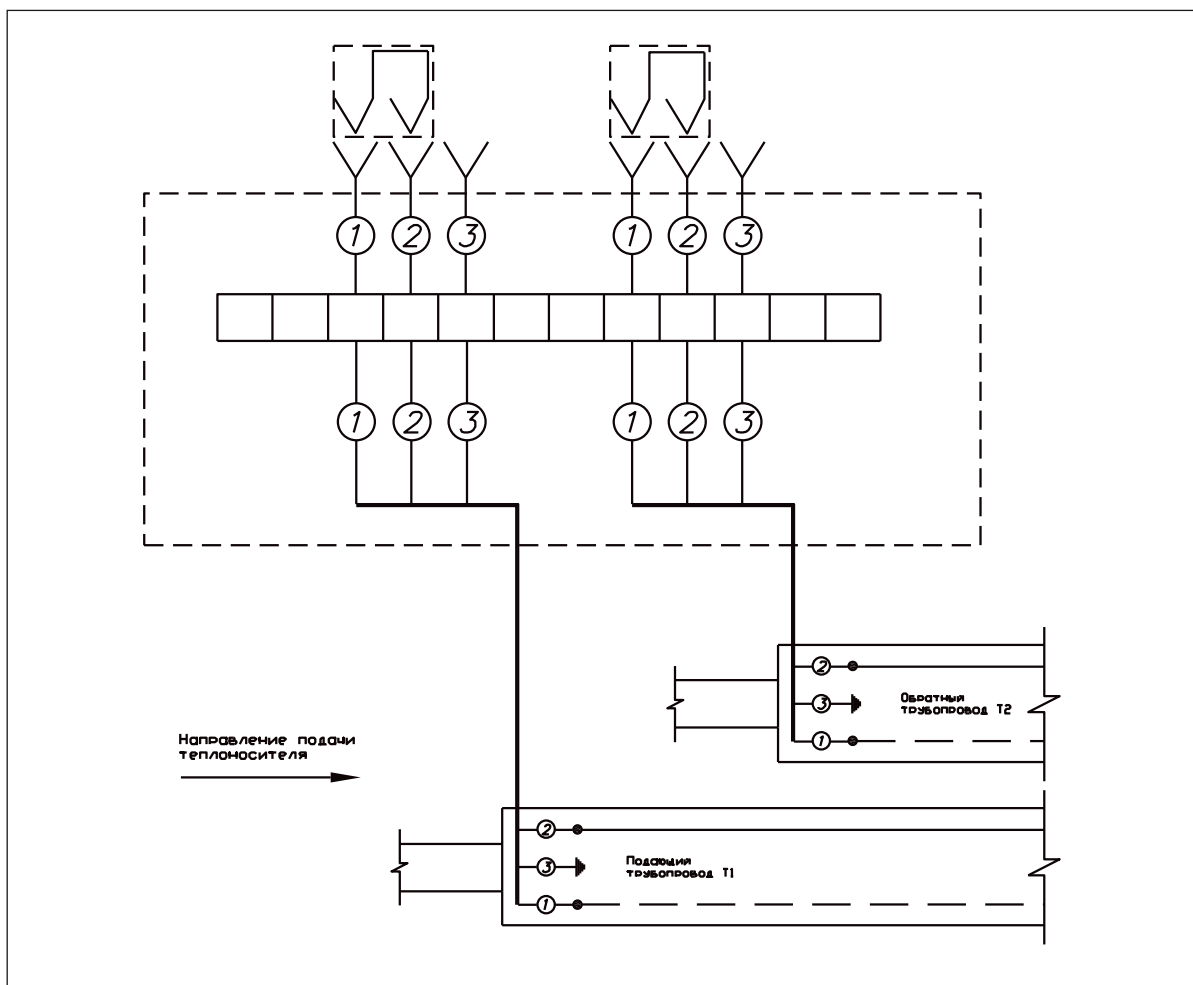 1 2 3 1 2 3
1 2 3 1 2 3
2
3
1
Обратный
трубопровод Т2
Направление подачи
теплоносителя
2
3
1
Подающий
трубопровод Т1